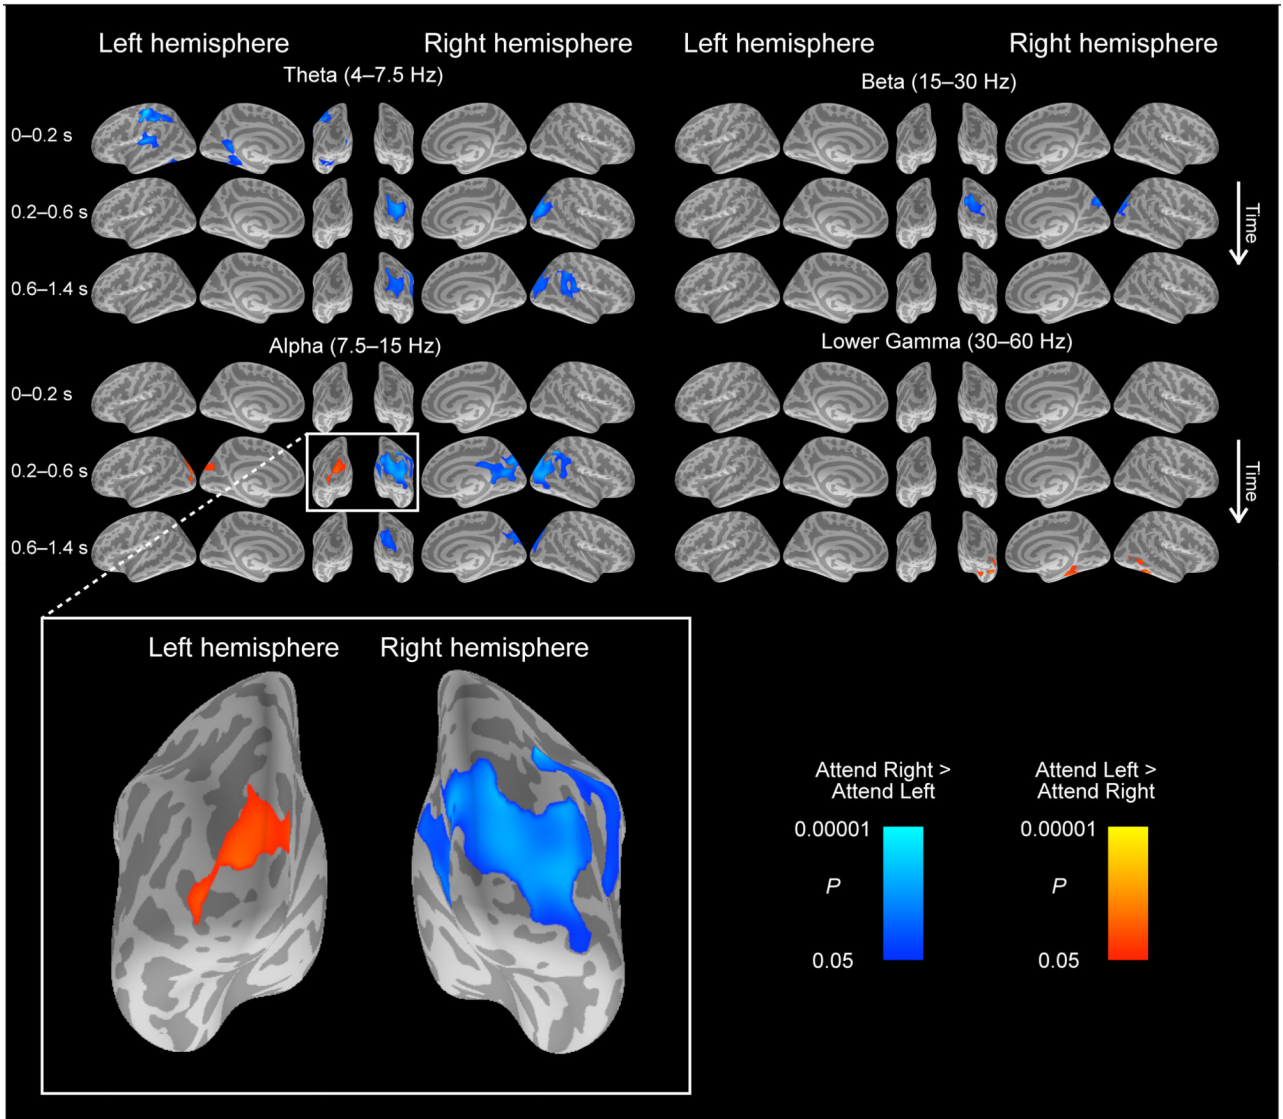 Left hemisphere Right hemisphere Left hemisphere Right hemisphere
Theta (4–7.5 Hz) Beta (15–30 Hz)
0–0.2 s
0.2–0.6 s
Time
0.6–1.4 s
Alpha (7.5–15 Hz) Lower Gamma (30–60 Hz)
0–0.2 s
0.2–0.6 s
Time
0.6–1.4 s
Left hemisphere Right hemisphere
Attend Right > Attend Left >
Attend Left Attend Right
0.00001 0.00001
P P
0.05 0.05